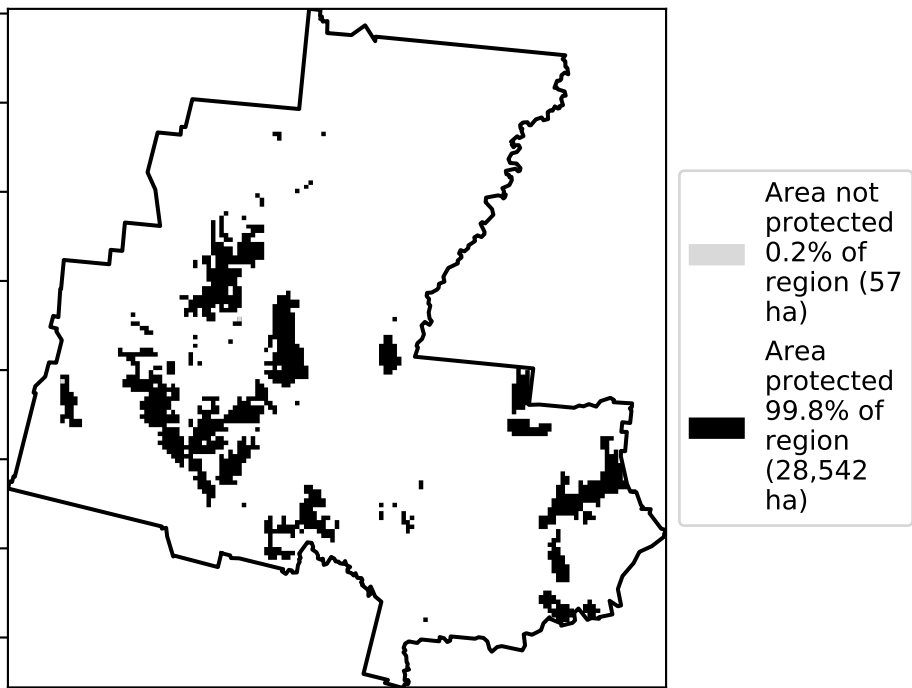 Area not
protected
0.2% of
region (57
ha)
Area
protected
99.8% of
region
(28,542
ha)